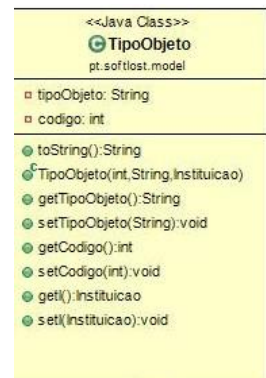 <<Java Class>>
TipoObjeto
pt.softlost.model
tipoObjeto: String
codigo: int
toString():String
TipoObjeto(int,String,Instituicao)
getTipoObjeto():String
setTipoObjeto(String):void
getCodigo():int
setCodigo(int):void
getI():Instituicao
setI(Instituicao):void